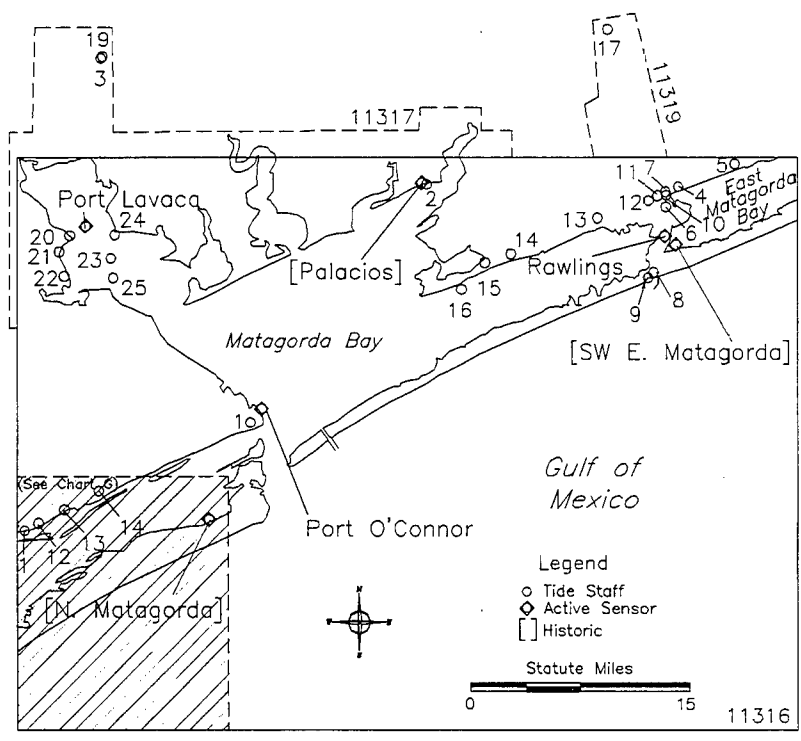 19
3
17
11317
11319
Port Lavaca
20
24
21
23
22
25
2
[Palacios]
11
7
5
12
4
East
Matagorda
Bay
10
6
13
14
Rawlings
15
16
8
9
[SW E. Matagorda]
Matagorda Bay
1
Gulf of
Mexico
(See Chart G)
14
13
12
1
Port O'Connor
[N. Matagorda]
Legend
Tide Staff
Active Sensor
[ ] Historic
Statute Miles
0
15
11316